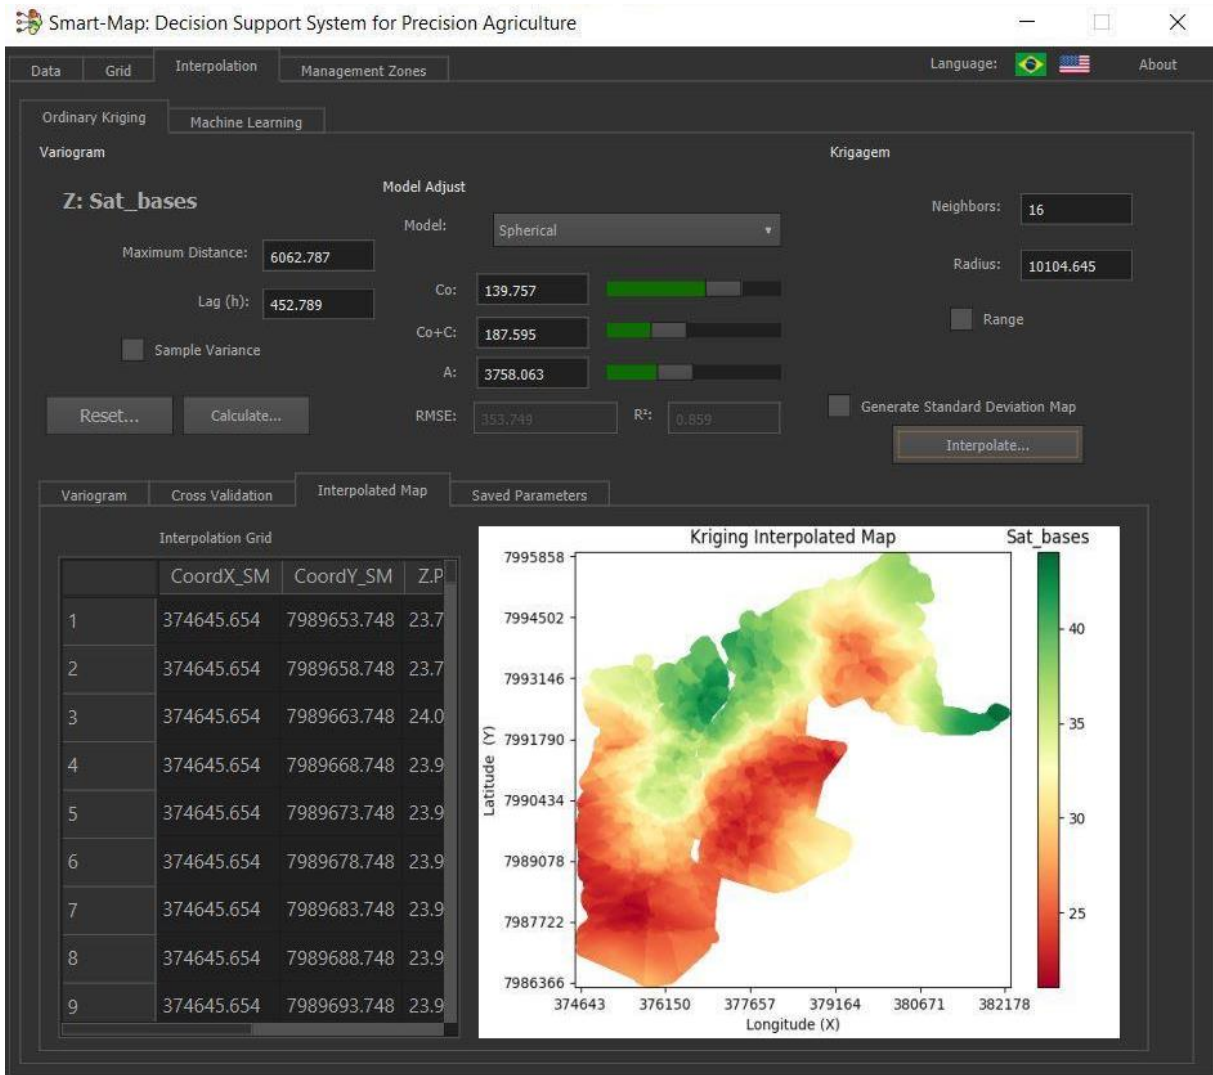 Smart-Map: Decision Support System for Precision Agriculture
Data Grid Interpolation Management Zones Language: About
Ordinary Kriging Machine Learning
Variogram Krigagem
Z: Sat_bases
Model Adjust
Neighbors: 16
Model: Spherical
Maximum Distance: 6062.787
Radius: 10104.645
Co: 139.757
Lag (h): 452.789
Range
Co+C: 187.595
Sample Variance
A: 3758.063
Reset... Calculate... RMSE: 353.749 R²: 0.859
Generate Standard Deviation Map
Interpolate...
Variogram Cross Validation Interpolated Map Saved Parameters
Interpolation Grid
CoordX_SM CoordY_SM Z.P
1 374645.654 7989653.748 23.7
2 374645.654 7989658.748 23.7
3 374645.654 7989663.748 24.0
4 374645.654 7989668.748 23.9
5 374645.654 7989673.748 23.9
6 374645.654 7989678.748 23.9
7 374645.654 7989683.748 23.9
8 374645.654 7989688.748 23.9
9 374645.654 7989693.748 23.9
Kriging Interpolated Map Sat_bases
7995858
7994502
7993146
7991790
7990434
7989078
7987722
7986366
Latitude (Y)
374643 376150 377657 379164 380671 382178
Longitude (X)
40
35
30
25